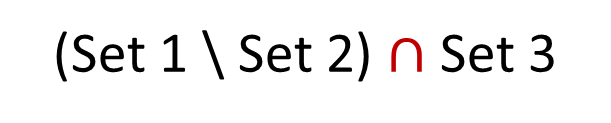 (Set 1 \ Set 2) ∩ Set 3